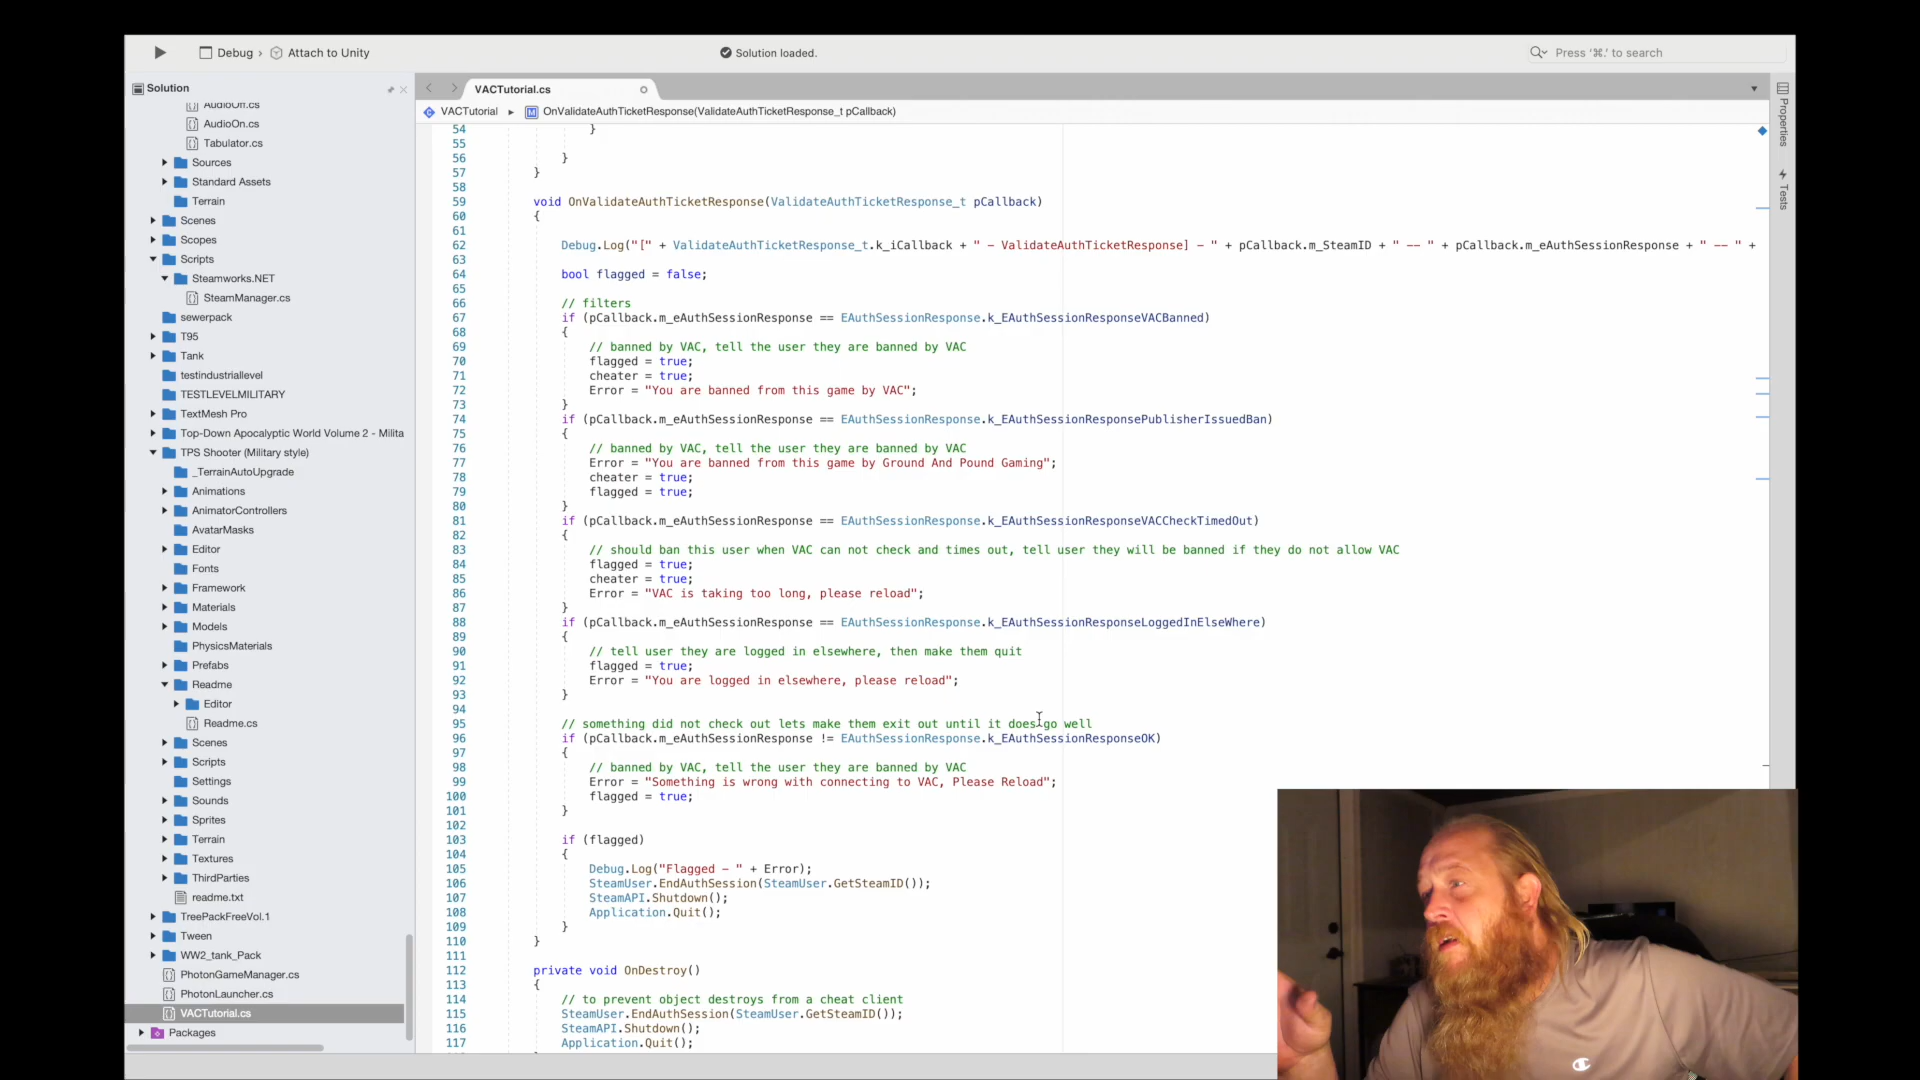 Debug › Attach to Unity
Solution loaded.
Press '⌘.' to search
Solution
AudioOff.cs
AudioOn.cs
Tabulator.cs
Sources
Standard Assets
Terrain
Scenes
Scopes
Scripts
Steamworks.NET
SteamManager.cs
sewerpack
T95
Tank
testindustriallevel
TESTLEVELMILITARY
TextMesh Pro
Top-Down Apocalyptic World Volume 2 - Milita
TPS Shooter (Military style)
_TerrainAutoUpgrade
Animations
AnimatorControllers
AvatarMasks
Editor
Fonts
Framework
Materials
Models
PhysicsMaterials
Prefabs
Readme
Editor
Readme.cs
Scenes
Scripts
Settings
Sounds
Sprites
Terrain
Textures
ThirdParties
readme.txt
TreePackFreeVol.1
Tween
WW2_tank_Pack
PhotonGameManager.cs
PhotonLauncher.cs
VACTutorial.cs
Packages
VACTutorial.cs
VACTutorial ▸ OnValidateAuthTicketResponse(ValidateAuthTicketResponse_t pCallback)
54 }
55
56 }
57 }
58
59 void OnValidateAuthTicketResponse(ValidateAuthTicketResponse_t pCallback)
60 {
61
62 Debug.Log("[" + ValidateAuthTicketResponse_t.k_iCallback + " - ValidateAuthTicketResponse] - " + pCallback.m_SteamID + " -- " + pCallback.m_eAuthSessionResponse + " -- " +
63
64 bool flagged = false;
65
66 // filters
67 if (pCallback.m_eAuthSessionResponse == EAuthSessionResponse.k_EAuthSessionResponseVACBanned)
68 {
69 // banned by VAC, tell the user they are banned by VAC
70 flagged = true;
71 cheater = true;
72 Error = "You are banned from this game by VAC";
73 }
74 if (pCallback.m_eAuthSessionResponse == EAuthSessionResponse.k_EAuthSessionResponsePublisherIssuedBan)
75 {
76 // banned by VAC, tell the user they are banned by VAC
77 Error = "You are banned from this game by Ground And Pound Gaming";
78 cheater = true;
79 flagged = true;
80 }
81 if (pCallback.m_eAuthSessionResponse == EAuthSessionResponse.k_EAuthSessionResponseVACCheckTimedOut)
82 {
83 // should ban this user when VAC can not check and times out, tell user they will be banned if they do not allow VAC
84 flagged = true;
85 cheater = true;
86 Error = "VAC is taking too long, please reload";
87 }
88 if (pCallback.m_eAuthSessionResponse == EAuthSessionResponse.k_EAuthSessionResponseLoggedInElseWhere)
89 {
90 // tell user they are logged in elsewhere, then make them quit
91 flagged = true;
92 Error = "You are logged in elsewhere, please reload";
93 }
94
95 // something did not check out lets make them exit out until it does go well
96 if (pCallback.m_eAuthSessionResponse != EAuthSessionResponse.k_EAuthSessionResponseOK)
97 {
98 // banned by VAC, tell the user they are banned by VAC
99 Error = "Something is wrong with connecting to VAC, Please Reload";
100 flagged = true;
101 }
102
103 if (flagged)
104 {
105 Debug.Log("Flagged - " + Error);
106 SteamUser.EndAuthSession(SteamUser.GetSteamID());
107 SteamAPI.Shutdown();
108 Application.Quit();
109 }
110 }
111
112 private void OnDestroy()
113 {
114 // to prevent object destroys from a cheat client
115 SteamUser.EndAuthSession(SteamUser.GetSteamID());
116 SteamAPI.Shutdown();
117 Application.Quit();
Properties
Tests